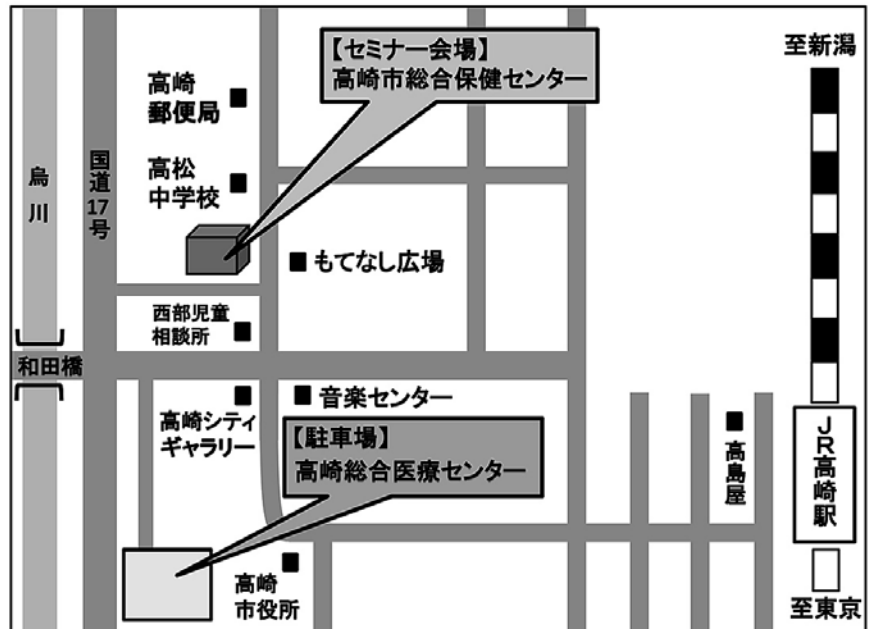 【セミナー会場】
高崎市総合保健センター
至新潟
高崎
郵便局
高松
中学校
国道17号
烏川
もてなし広場
西部児童
相談所
和田橋
高崎シティ
ギャラリー
音楽センター
【駐車場】
高崎総合医療センター
高島屋
JR高崎駅
高崎
市役所
至東京